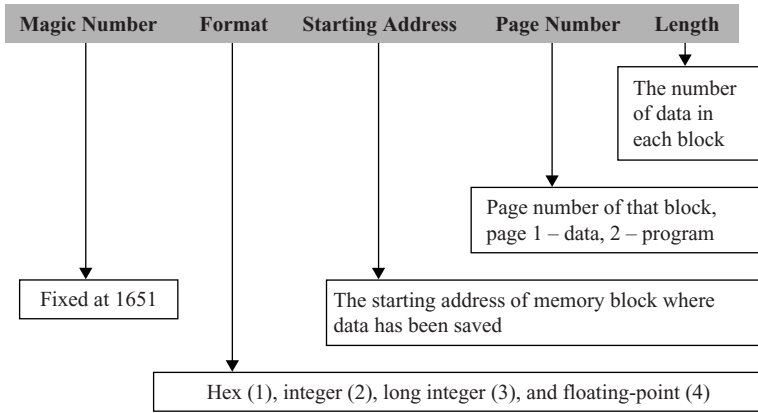 Magic Number Format Starting Address Page Number Length
The number
of data in
each block
Page number of that block,
page 1 – data, 2 – program
Fixed at 1651
The starting address of memory block where
data has been saved
Hex (1), integer (2), long integer (3), and floating-point (4)